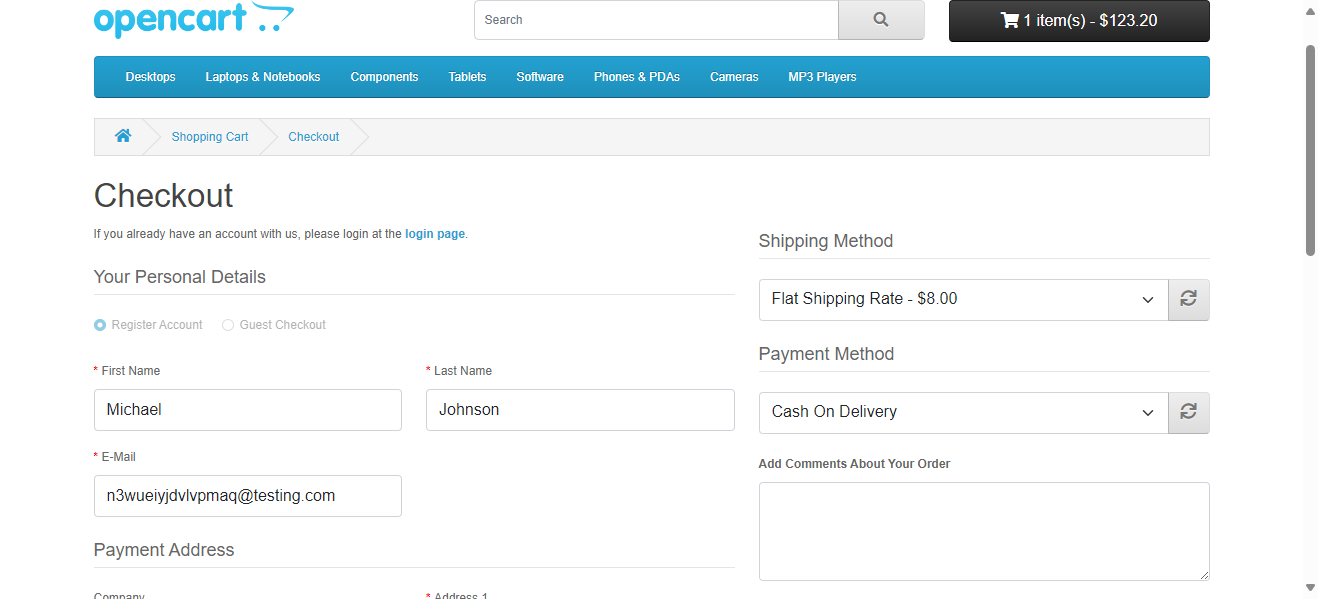 opencart
Search
1 item(s) - $123.20
Desktops
Laptops & Notebooks
Components
Tablets
Software
Phones & PDAs
Cameras
MP3 Players
Shopping Cart
Checkout
Checkout
If you already have an account with us, please login at the login page.
Your Personal Details
Register Account
Guest Checkout
* First Name
* Last Name
Michael
Johnson
* E-Mail
n3wueiyjdvlvpmaq@testing.com
Payment Address
Company
* Address 1
Shipping Method
Flat Shipping Rate - $8.00
Payment Method
Cash On Delivery
Add Comments About Your Order